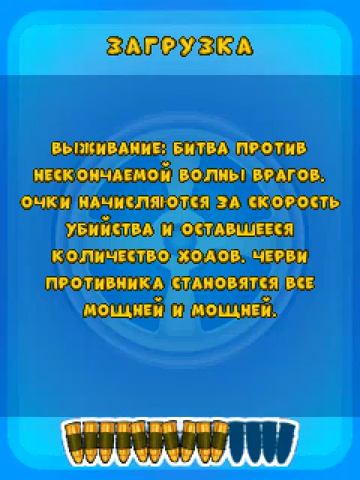 ЗАГРУЗКА
ВЫЖИВАНИЕ: БИТВА ПРОТИВ
НЕСКОНЧАЕМОЙ ВОЛНЫ ВРАГОВ.
ОЧКИ НАЧИСЛЯЮТСЯ ЗА СКОРОСТЬ
УБИЙСТВА И ОСТАВШЕЕСЯ
КОЛИЧЕСТВО ХОДОВ. ЧЕРВИ
ПРОТИВНИКА СТАНОВЯТСЯ ВСЕ
МОЩНЕЙ И МОЩНЕЙ.